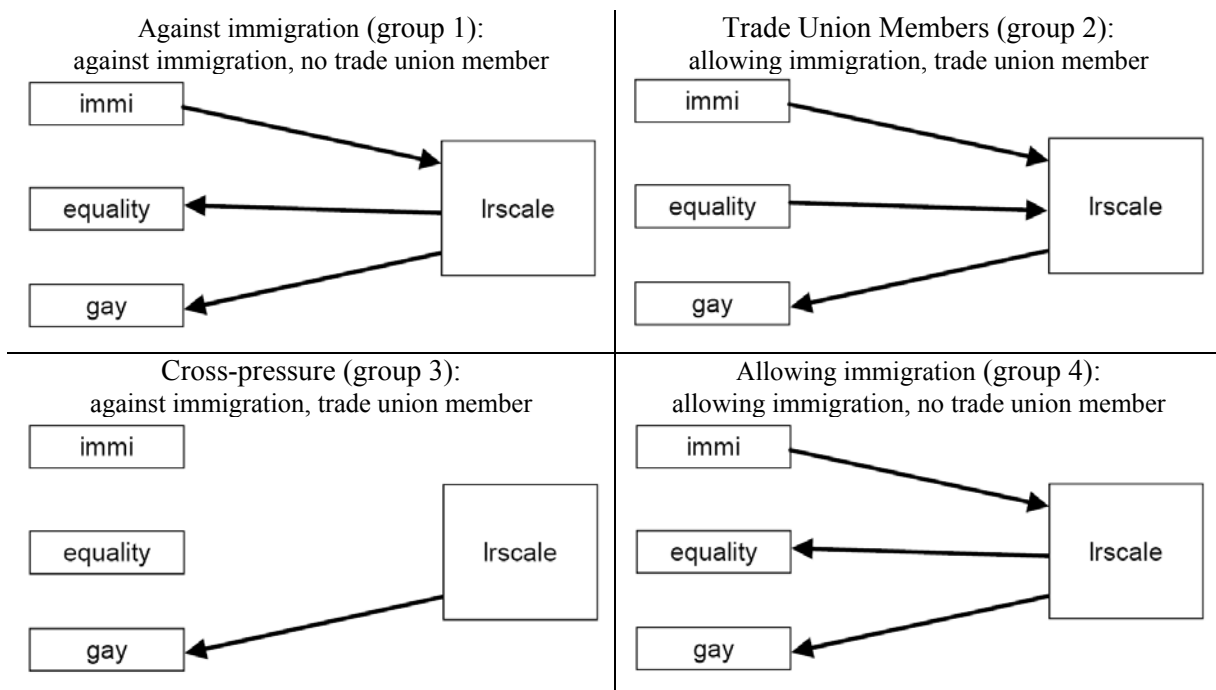 Against immigration (group 1):
against immigration, no trade union member
immi
equality
gay
lrscale
Trade Union Members (group 2):
allowing immigration, trade union member
immi
equality
gay
lrscale
Cross-pressure (group 3):
against immigration, trade union member
immi
equality
gay
lrscale
Allowing immigration (group 4):
allowing immigration, no trade union member
immi
equality
gay
lrscale